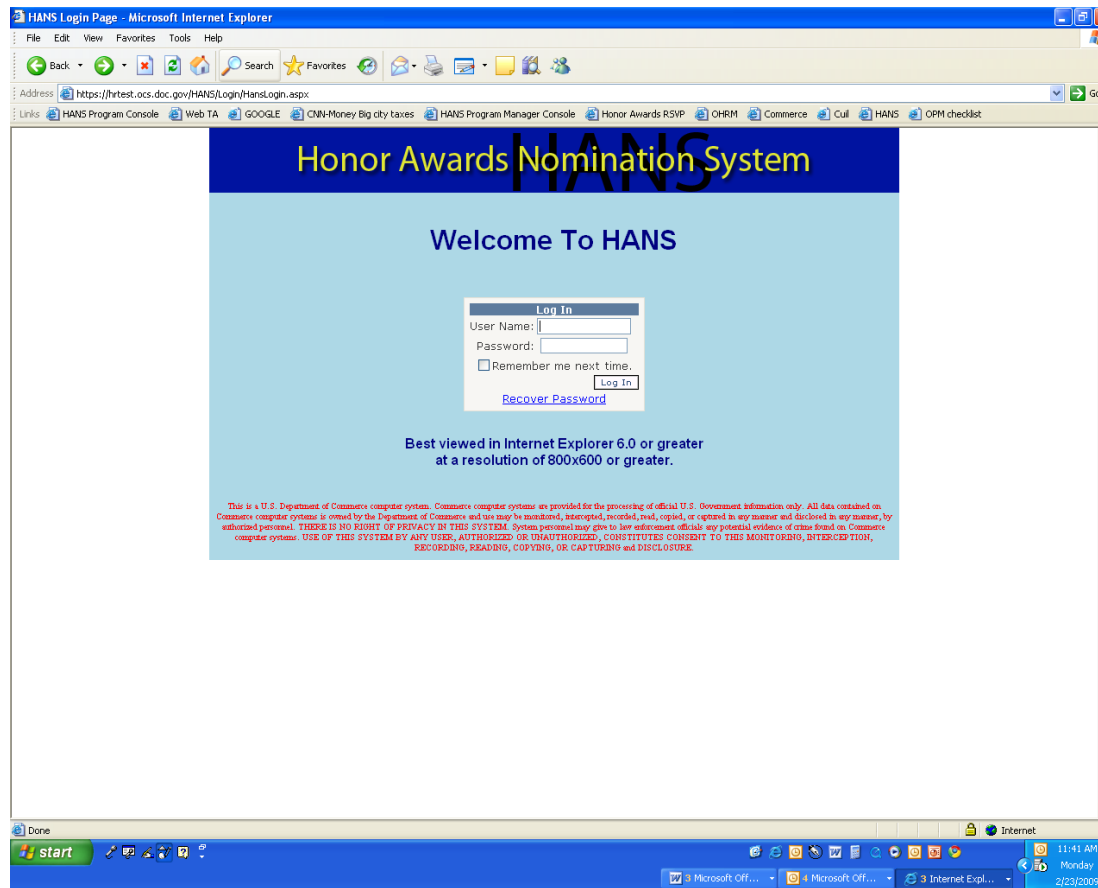 HANS Login Page - Microsoft Internet Explorer
File Edit View Favorites Tools Help
Back Search Favorites
Address https://hrtest.ocs.doc.gov/HANS/Login/HansLogin.aspx Go
Links HANS Program Console Web TA GOOGLE CNN-Money Big city taxes HANS Program Manager Console Honor Awards RSVP OHRM Commerce Cuil HANS OPM checklist
HANS
Honor Awards Nomination System
Welcome To HANS
Log In
User Name:
Password:
Remember me next time.
Log In
Recover Password
Best viewed in Internet Explorer 6.0 or greater
at a resolution of 800x600 or greater.
This is a U.S. Department of Commerce computer system. Commerce computer systems are provided for the processing of official U.S. Government information only. All data contained on
Commerce computer systems is owned by the Department of Commerce and use may be monitored, intercepted, recorded, read, copied, or captured in any manner and disclosed in any manner, by
authorized personnel. THERE IS NO RIGHT OF PRIVACY IN THIS SYSTEM. System personnel may give to law enforcement officials any potential evidence of crime found on Commerce
computer systems. USE OF THIS SYSTEM BY ANY USER, AUTHORIZED OR UNAUTHORIZED, CONSTITUTES CONSENT TO THIS MONITORING, INTERCEPTION,
RECORDING, READING, COPYING, OR CAPTURING and DISCLOSURE.
Done Internet
start 11:41 AM
Monday
3 Microsoft Off... 4 Microsoft Off... 3 Internet Expl... 2/23/2009